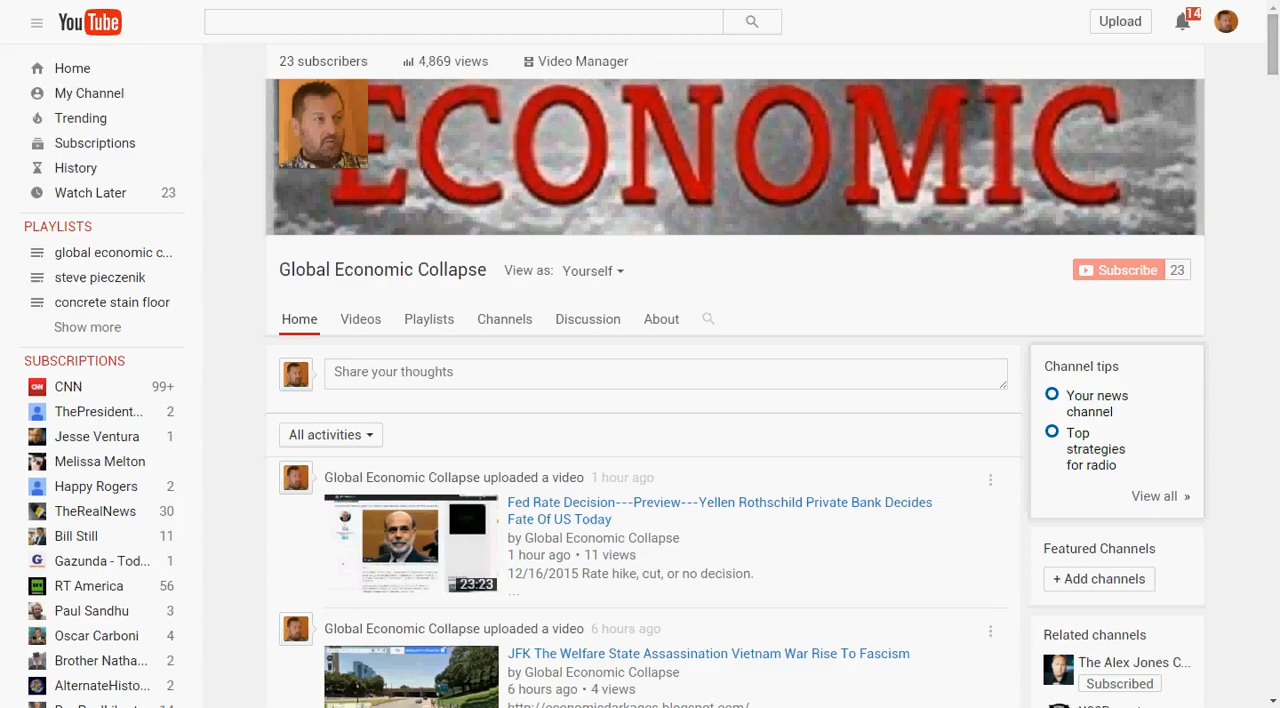 YouTube
Upload
14
Home
My Channel
Trending
Subscriptions
History
Watch Later 23
PLAYLISTS
global economic c...
steve pieczenik
concrete stain floor
Show more
SUBSCRIPTIONS
CNN 99+
ThePresident... 2
Jesse Ventura 1
Melissa Melton
Happy Rogers 2
TheRealNews 30
Bill Still 11
Gazunda - Tod... 1
RT America 56
Paul Sandhu 3
Oscar Carboni 4
Brother Natha... 2
AlternateHisto... 2
23 subscribers 4,869 views Video Manager
ECONOMIC
Global Economic Collapse View as: Yourself
Subscribe 23
Home Videos Playlists Channels Discussion About
Share your thoughts
All activities
Global Economic Collapse uploaded a video 1 hour ago
Fed Rate Decision---Preview---Yellen Rothschild Private Bank Decides
Fate Of US Today
by Global Economic Collapse
1 hour ago • 11 views
12/16/2015 Rate hike, cut, or no decision.
...
23:23
Global Economic Collapse uploaded a video 6 hours ago
JFK The Welfare State Assassination Vietnam War Rise To Fascism
by Global Economic Collapse
6 hours ago • 4 views
http://economicdarkages.blogspot.com/
Channel tips
Your news
channel
Top
strategies
for radio
View all »
Featured Channels
+ Add channels
Related channels
The Alex Jones C...
Subscribed